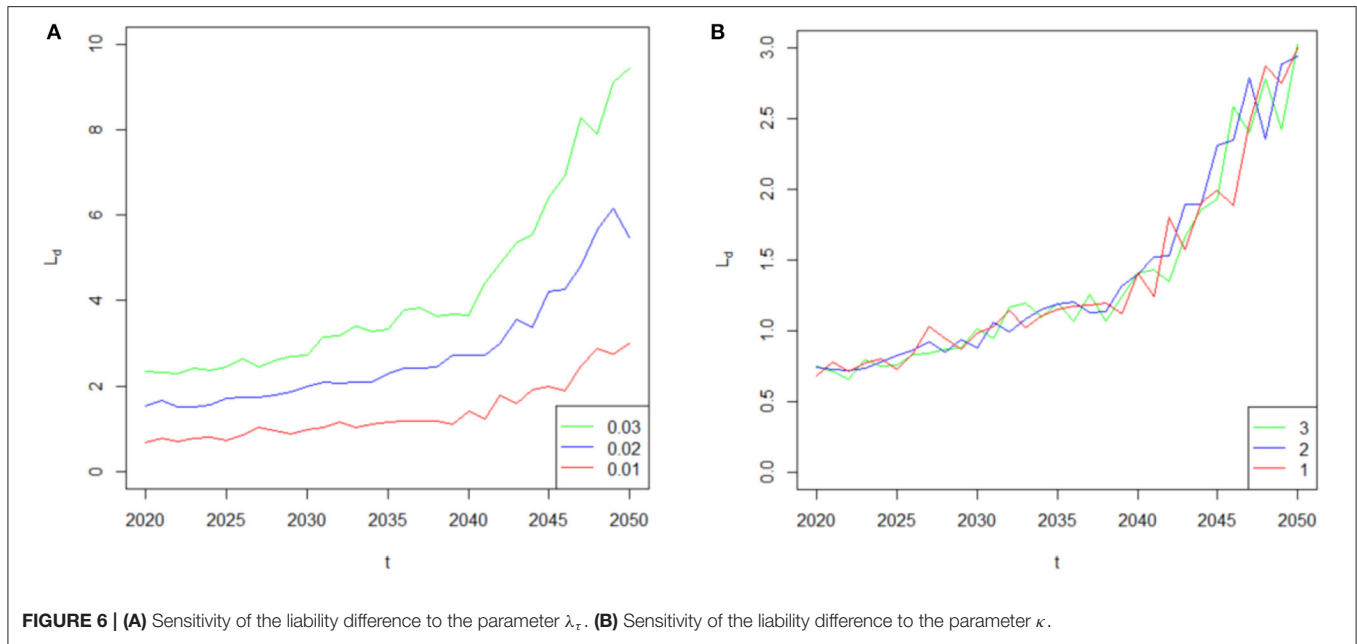 A
10
8
6
4
2
0
L_d
0.03
0.02
0.01
2020 2025 2030 2035 2040 2045 2050
t
B
3.0
2.5
2.0
1.5
1.0
0.5
0.0
L_d
3
2
1
2020 2025 2030 2035 2040 2045 2050
t
FIGURE 6 | (A) Sensitivity of the liability difference to the parameter λ_τ. (B) Sensitivity of the liability difference to the parameter κ.